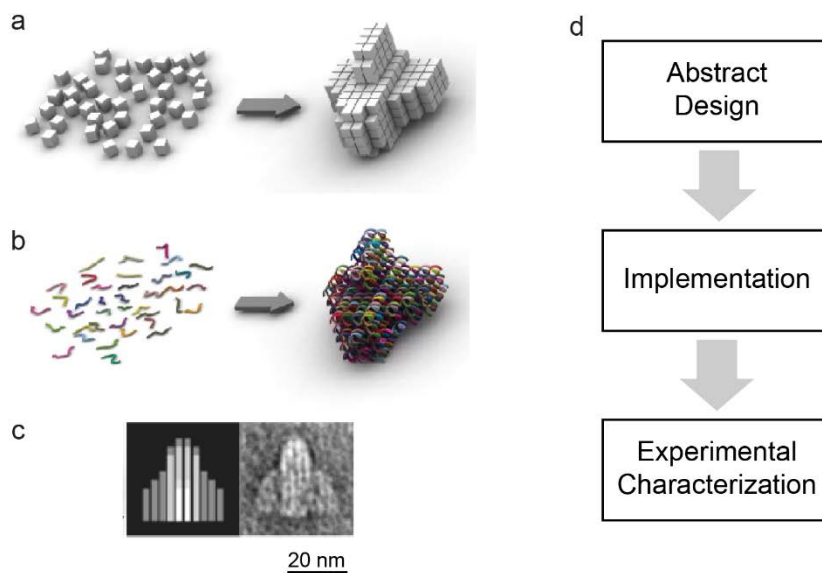 a
b
c
20 nm
d
Abstract
Design
Implementation
Experimental
Characterization